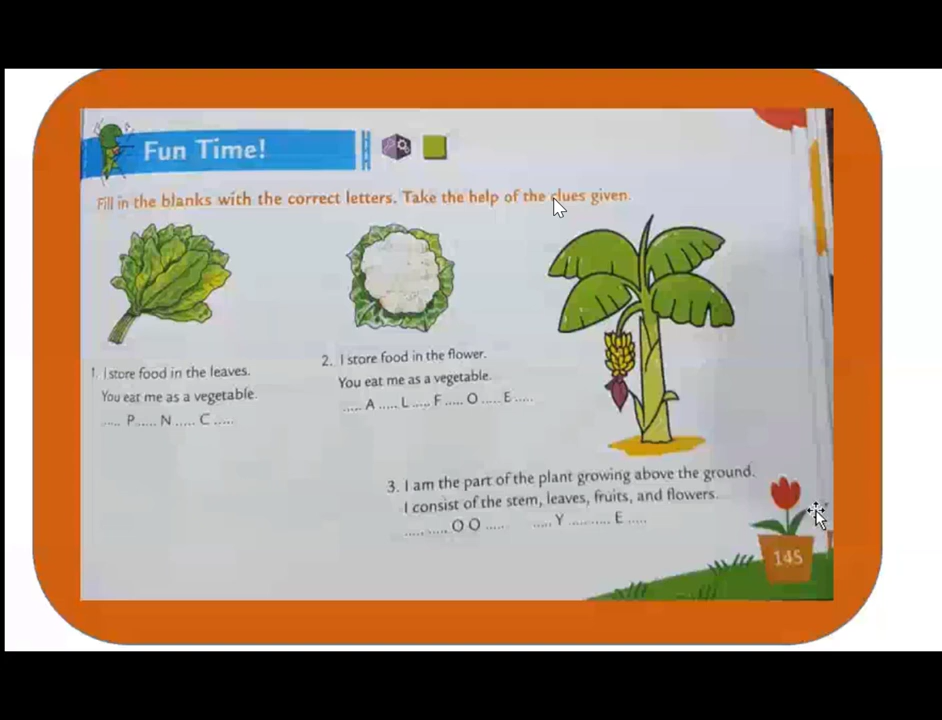 Fun Time!
Fill in the blanks with the correct letters. Take the help of the clues given.
1. I store food in the leaves.
You eat me as a vegetable.
..... P ..... N ..... C .....
2. I store food in the flower.
You eat me as a vegetable.
..... A ..... L ..... F ..... O ..... E .....
3. I am the part of the plant growing above the ground.
I consist of the stem, leaves, fruits, and flowers.
..... ..... O O ..... ..... Y ..... ..... E .....
145